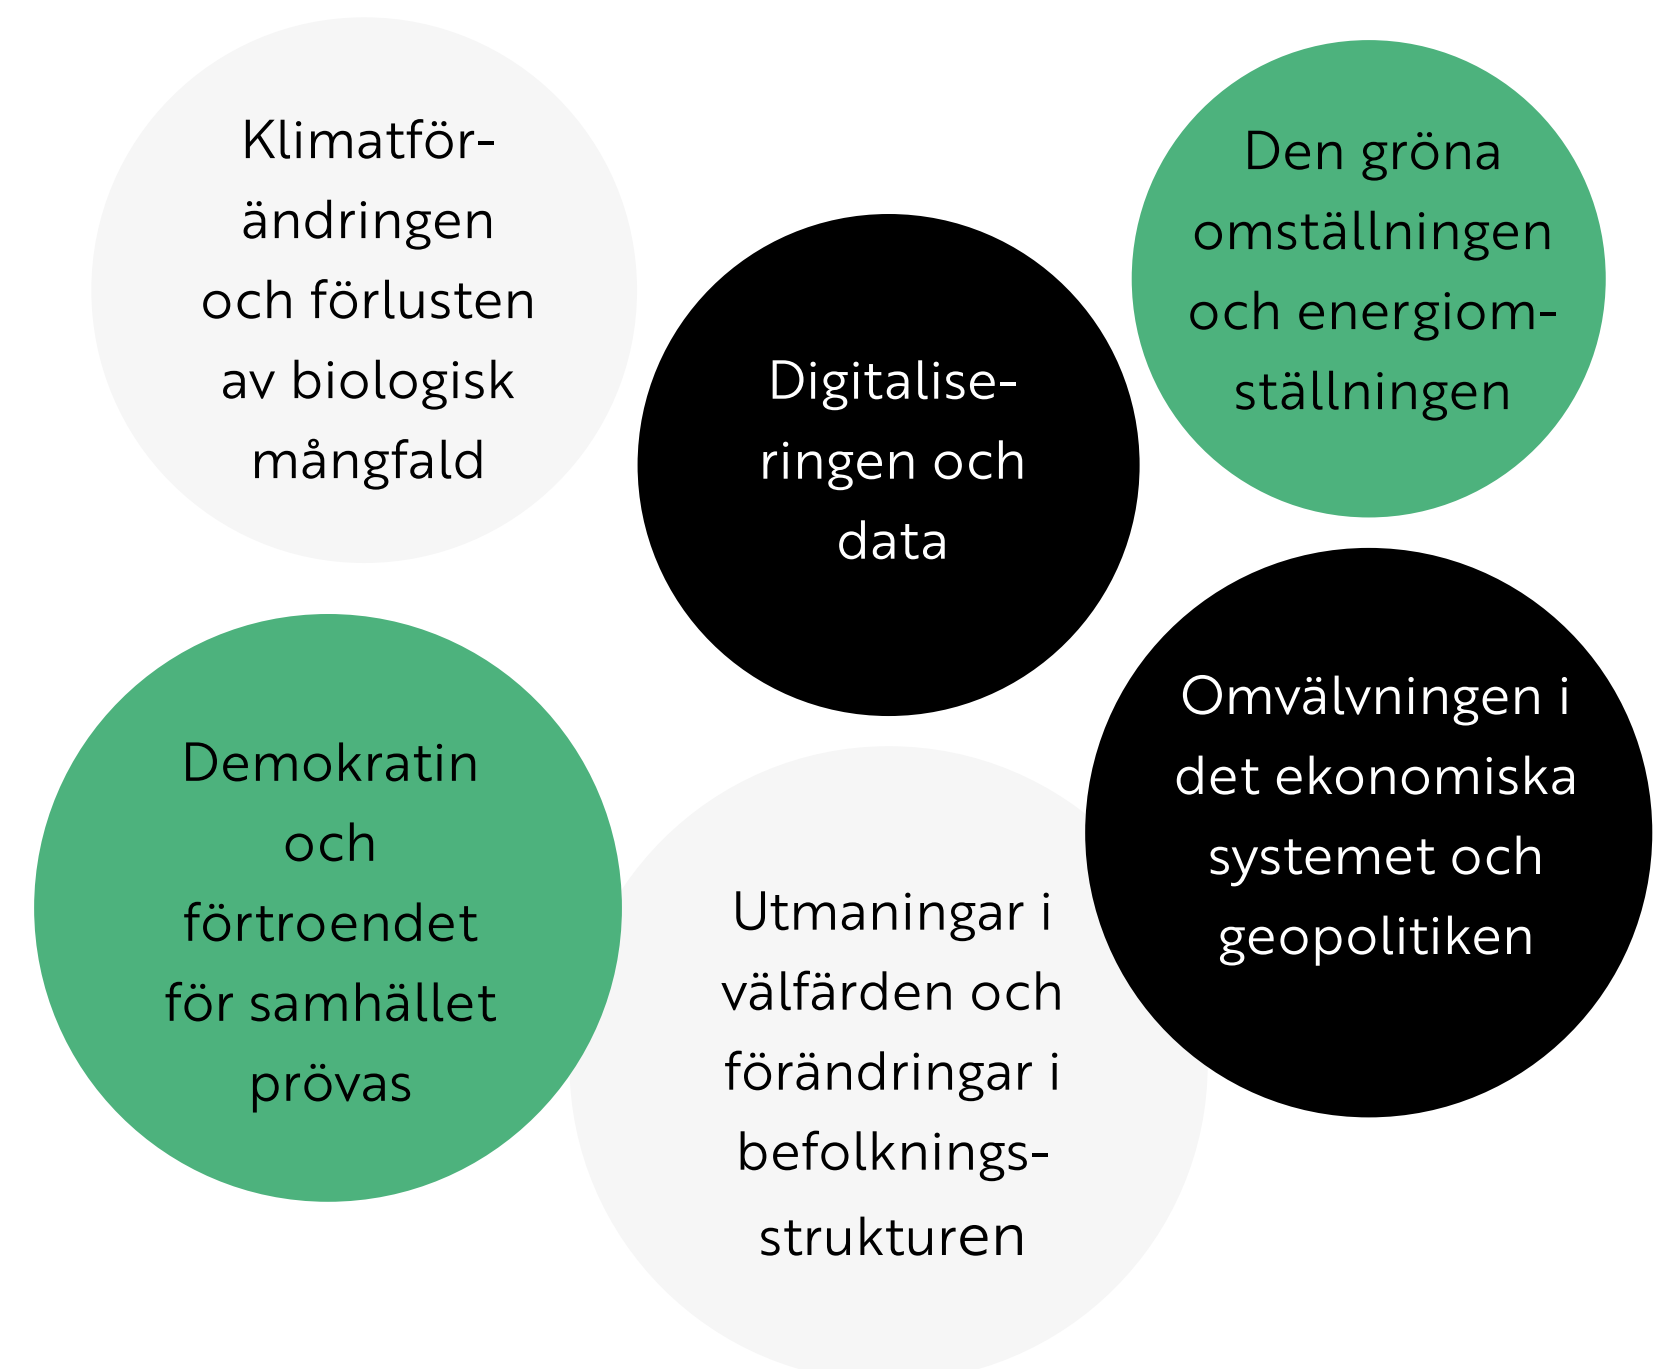 Klimatför-
ändringen
och förlusten
av biologisk
mångfald
Digitalise-
ringen och
data
Den gröna
omställningen
och energiom-
ställningen
Demokratin
och
förtroendet
för samhället
prövas
Utmaningar i
välfärden och
förändringar i
befolknings-
strukturen
Omvälvningen i
det ekonomiska
systemet och
geopolitiken